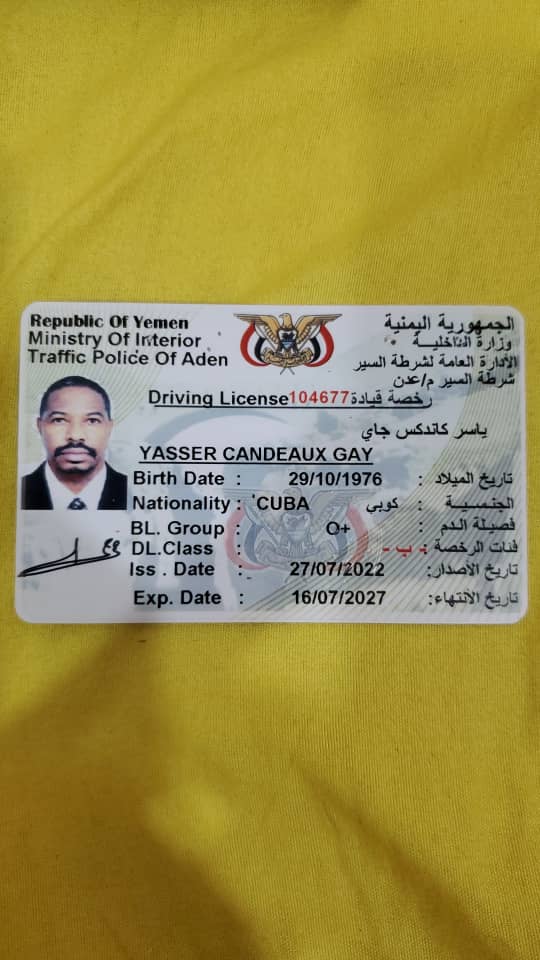 Republic Of Yemen
الجمهورية اليمنية
Ministry Of Interior
وزارة الداخلية
Traffic Police Of Aden
الأدارة العامة لشرطة السير
شرطة السير م/عدن
Driving License 104677 رخصة قيادة
ياسر كاندكس جاي
YASSER CANDEAUX GAY
Birth Date : 29/10/1976 تاريخ الميلاد :
Nationality : CUBA كوبي الجنسية :
BL. Group : O+ فصيلة الدم :
DL.Class : - ب - فئات الرخصة :
Iss . Date : 27/07/2022 تاريخ الأصدار:
Exp. Date : 16/07/2027 تاريخ الأنتهاء: